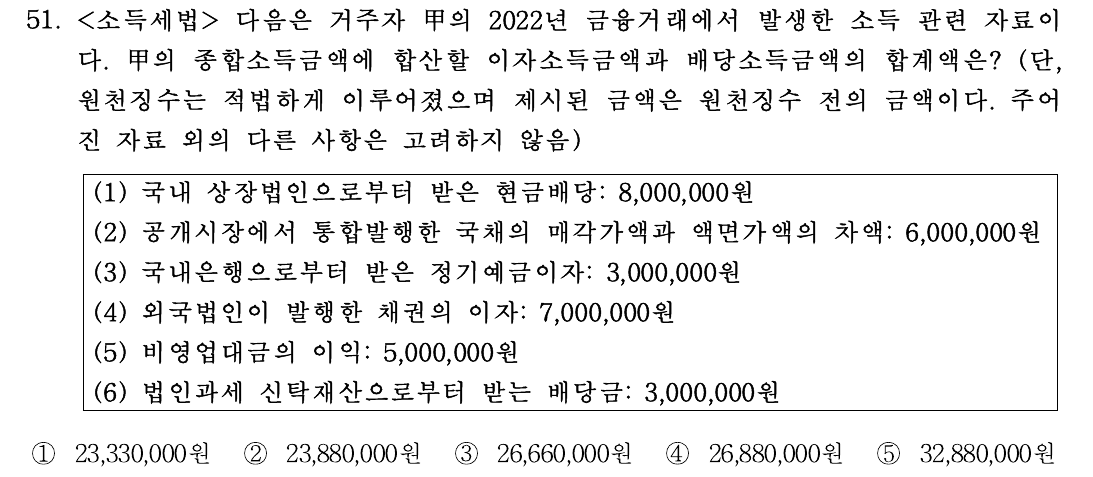 51. <소득세법> 다음은 거주자 甲의 2022년 금융거래에서 발생한 소득 관련 자료이
다. 甲의 종합소득금액에 합산할 이자소득금액과 배당소득금액의 합계액은? (단,
원천징수는 적법하게 이루어졌으며 제시된 금액은 원천징수 전의 금액이다. 주어
진 자료 외의 다른 사항은 고려하지 않음)
(1) 국내 상장법인으로부터 받은 현금배당: 8,000,000원
(2) 공개시장에서 통합발행한 국채의 매각가액과 액면가액의 차액: 6,000,000원
(3) 국내은행으로부터 받은 정기예금이자: 3,000,000원
(4) 외국법인이 발행한 채권의 이자: 7,000,000원
(5) 비영업대금의 이익: 5,000,000원
(6) 법인과세 신탁재산으로부터 받는 배당금: 3,000,000원
① 23,330,000원 ② 23,880,000원 ③ 26,660,000원 ④ 26,880,000원 ⑤ 32,880,000원